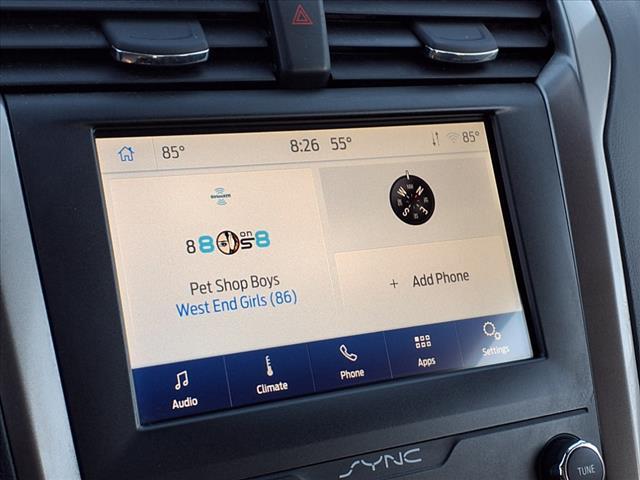 85° 8:26 55° 85°
SiriusXM
8 80s on 8
Pet Shop Boys
West End Girls (86)
N
W
E
S
+ Add Phone
Audio
Climate
Phone
Apps
Settings
SYNC
TUNE